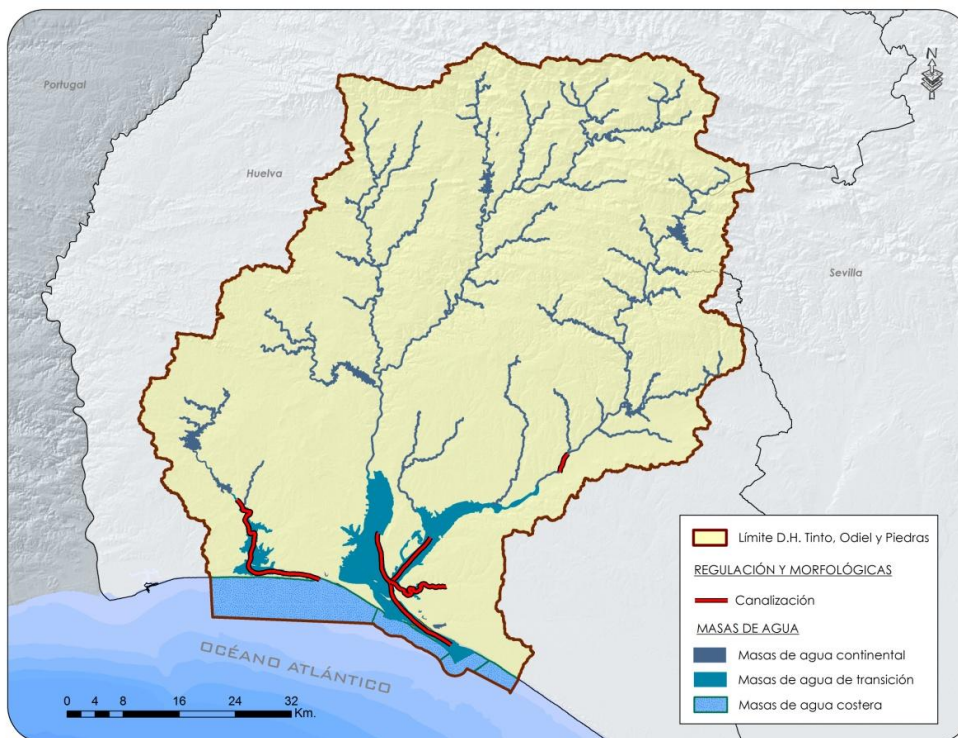 Portugal
N
Huelva
Sevilla
OCÉANO ATLÁNTICO
0 4 8 16 24 32
Km.
Límite D.H. Tinto, Odiel y Piedras
REGULACIÓN Y MORFOLÓGICAS
Canalización
MASAS DE AGUA
Masas de agua continental
Masas de agua de transición
Masas de agua costera